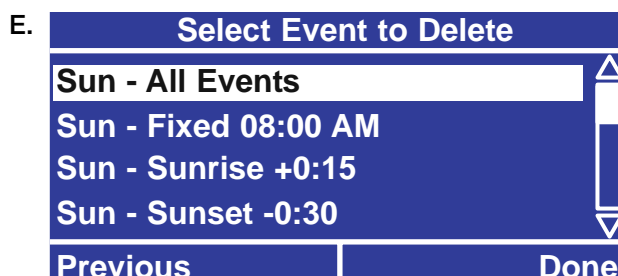 E.
Select Event to Delete
Sun - All Events
Sun - Fixed 08:00 AM
Sun - Sunrise +0:15
Sun - Sunset -0:30
Previous Done